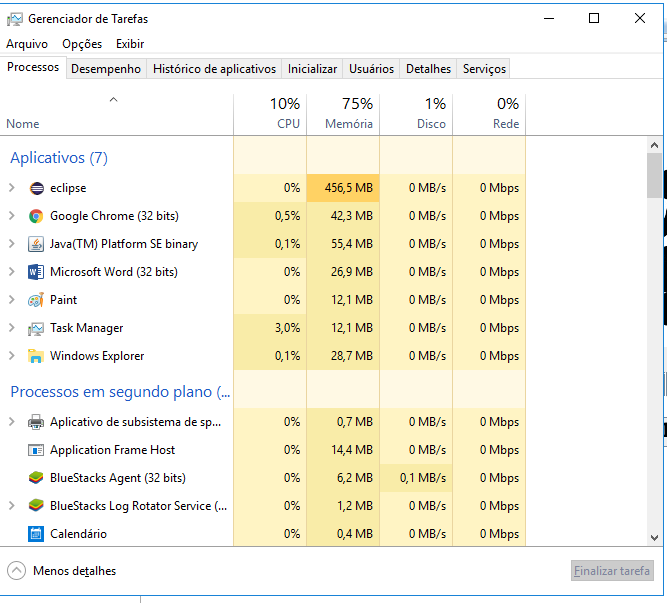 Gerenciador de Tarefas
Arquivo Opções Exibir
Processos Desempenho Histórico de aplicativos Inicializar Usuários Detalhes Serviços
10% 75% 1% 0%
Nome CPU Memória Disco Rede
Aplicativos (7)
eclipse 0% 456,5 MB 0 MB/s 0 Mbps
Google Chrome (32 bits) 0,5% 42,3 MB 0 MB/s 0 Mbps
Java(TM) Platform SE binary 0,1% 55,4 MB 0 MB/s 0 Mbps
Microsoft Word (32 bits) 0% 26,9 MB 0 MB/s 0 Mbps
Paint 0% 12,1 MB 0 MB/s 0 Mbps
Task Manager 3,0% 12,1 MB 0 MB/s 0 Mbps
Windows Explorer 0,1% 28,7 MB 0 MB/s 0 Mbps
Processos em segundo plano (...
Aplicativo de subsistema de sp... 0% 0,7 MB 0 MB/s 0 Mbps
Application Frame Host 0% 14,4 MB 0 MB/s 0 Mbps
BlueStacks Agent (32 bits) 0% 6,2 MB 0,1 MB/s 0 Mbps
BlueStacks Log Rotator Service (... 0% 1,2 MB 0 MB/s 0 Mbps
Calendário 0% 0,4 MB 0 MB/s 0 Mbps
Menos detalhes Finalizar tarefa